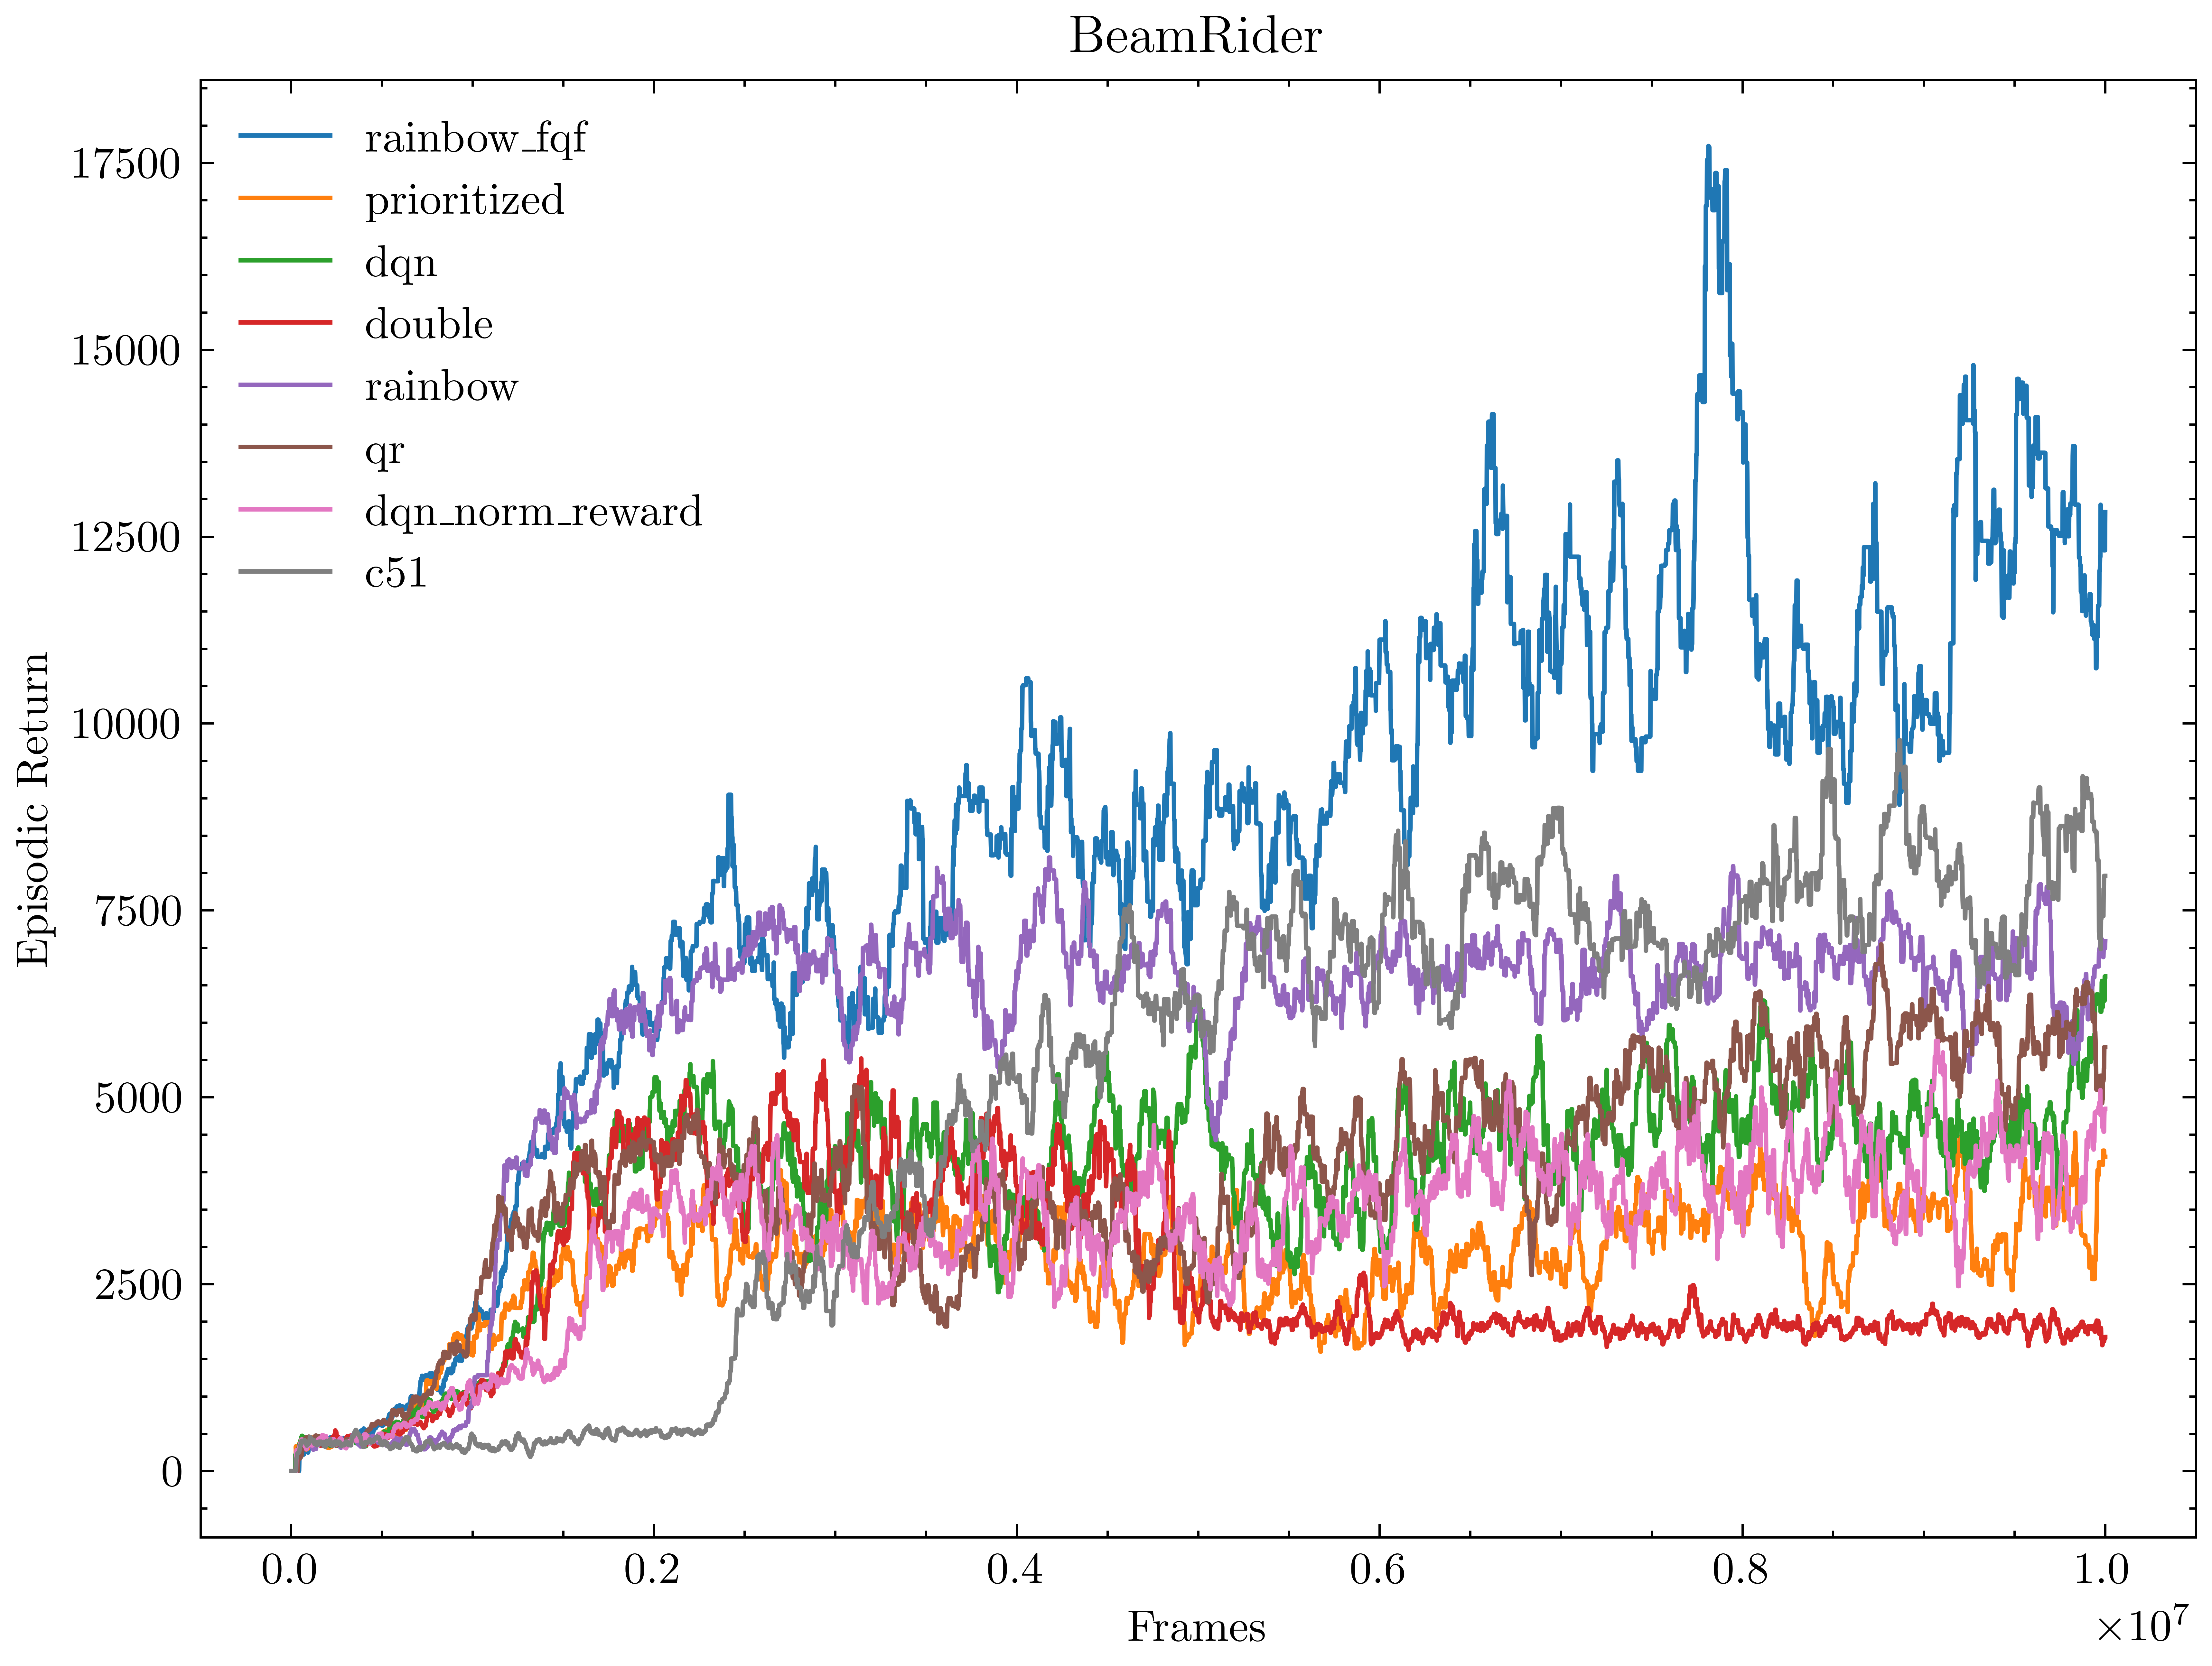 BeamRider
rainbow_fqf
prioritized
dqn
double
rainbow
qr
dqn_norm_reward
c51
Episodic Return
17500
15000
12500
10000
7500
5000
2500
0
0.0 0.2 0.4 0.6 0.8 1.0
Frames
×10⁷